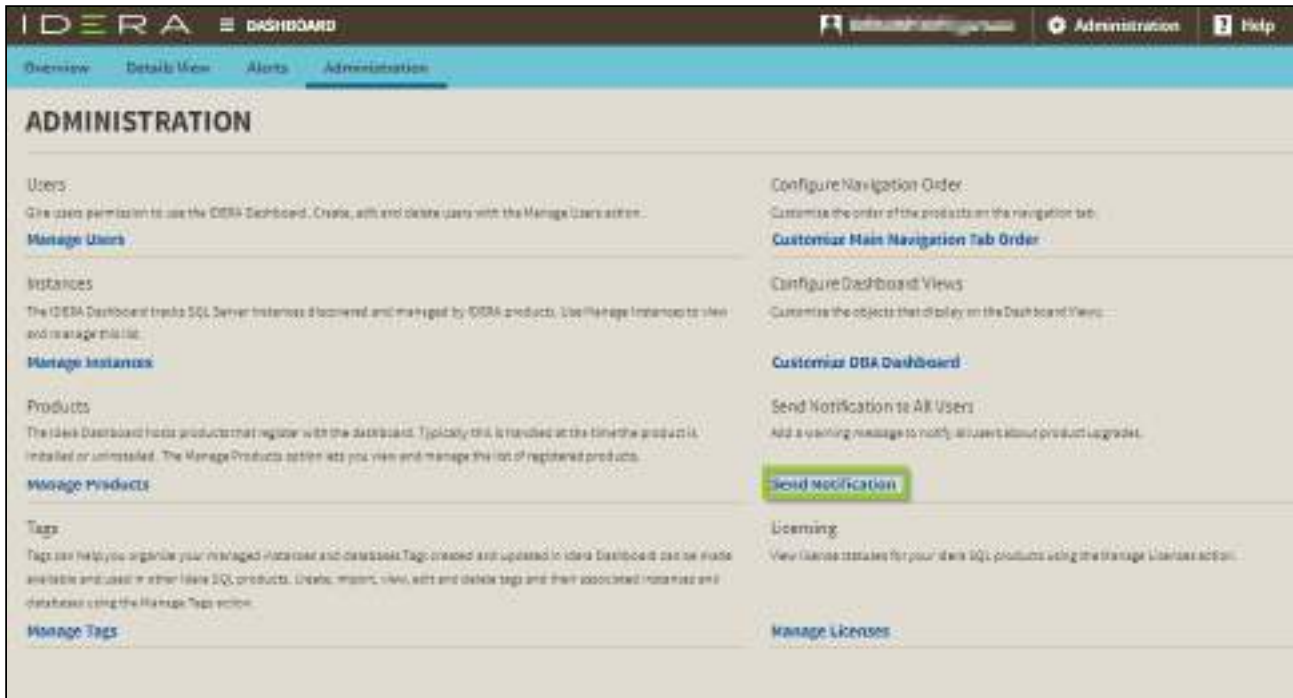 IDERA DASHBOARD Administration Help
Overview Details View Alerts Administration
ADMINISTRATION
Users
Give users permission to use the IDERA Dashboard. Create, edit and delete users with the Manage Users action.
Manage Users
Configure Navigation Order
Customize the order of the products on the navigation tab.
Customize Main Navigation Tab Order
Instances
The IDERA Dashboard tracks SQL Server instances discovered and managed by IDERA products. Use Manage Instances to view
and manage this list.
Manage Instances
Configure Dashboard Views
Customize the objects that display on the Dashboard Views.
Customize DBA Dashboard
Products
The Idera Dashboard hosts products that register with the dashboard. Typically this is handled at the time the product is
installed or uninstalled. The Manage Products option lets you view and manage the list of registered products.
Manage Products
Send Notification to All Users
Add a warning message to notify all users about product upgrades.
Send Notification
Tags
Tags can help you organize your managed instances and databases Tags created and updated in Idera Dashboard can be made
available and used in other Idera SQL products. Create, import, view, edit and delete tags and their associated instances and
databases using the Manage Tags action.
Manage Tags
Licensing
View license statuses for your Idera SQL products using the Manage Licenses action.
Manage Licenses